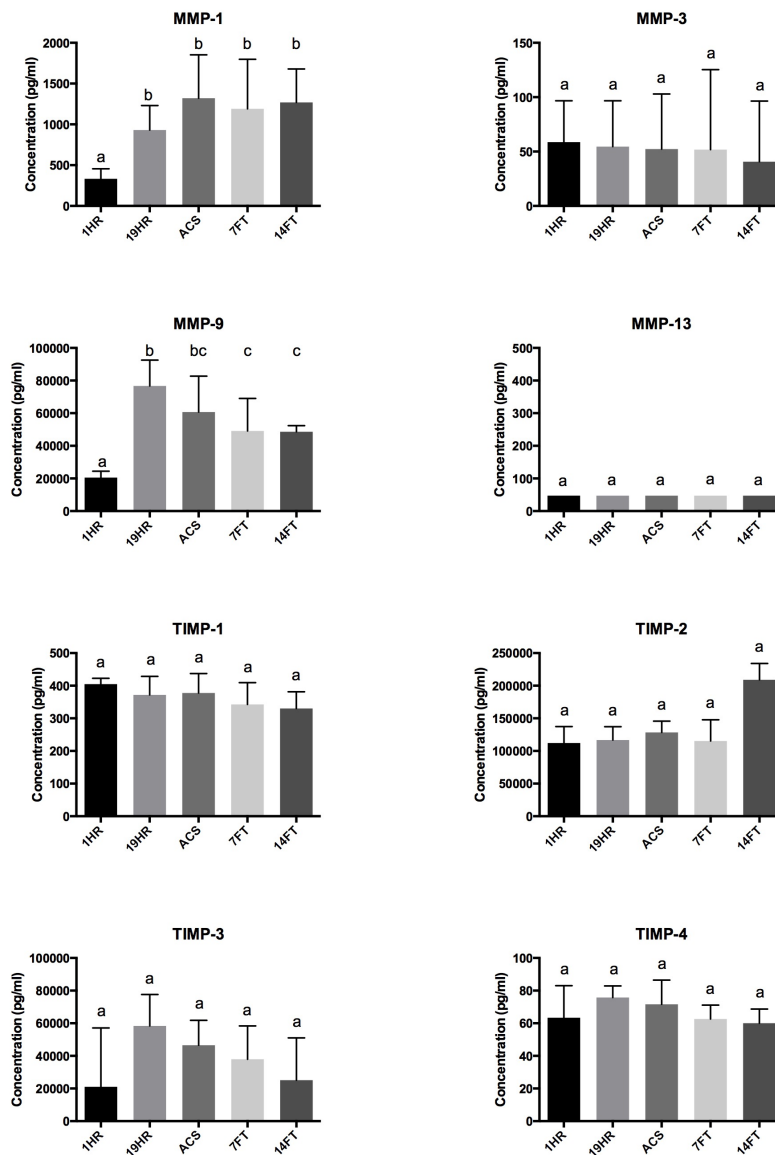 MMP-1
Concentration (pg/ml)
2000
1500
1000
500
0
a
b
b
b
b
1HR
19HR
ACS
7FT
14FT
MMP-3
Concentration (pg/ml)
150
100
50
0
a
a
a
a
a
1HR
19HR
ACS
7FT
14FT
MMP-9
Concentration (pg/ml)
100000
80000
60000
40000
20000
0
a
b
bc
c
c
1HR
19HR
ACS
7FT
14FT
MMP-13
Concentration (pg/ml)
500
400
300
200
100
0
a
a
a
a
a
1HR
19HR
ACS
7FT
14FT
TIMP-1
Concentration (pg/ml)
500
400
300
200
100
0
a
a
a
a
a
1HR
19HR
ACS
7FT
14FT
TIMP-2
Concentration (pg/ml)
250000
200000
150000
100000
50000
0
a
a
a
a
a
1HR
19HR
ACS
7FT
14FT
TIMP-3
Concentration (pg/ml)
100000
80000
60000
40000
20000
0
a
a
a
a
a
1HR
19HR
ACS
7FT
14FT
TIMP-4
Concentration (pg/ml)
100
80
60
40
20
0
a
a
a
a
a
1HR
19HR
ACS
7FT
14FT